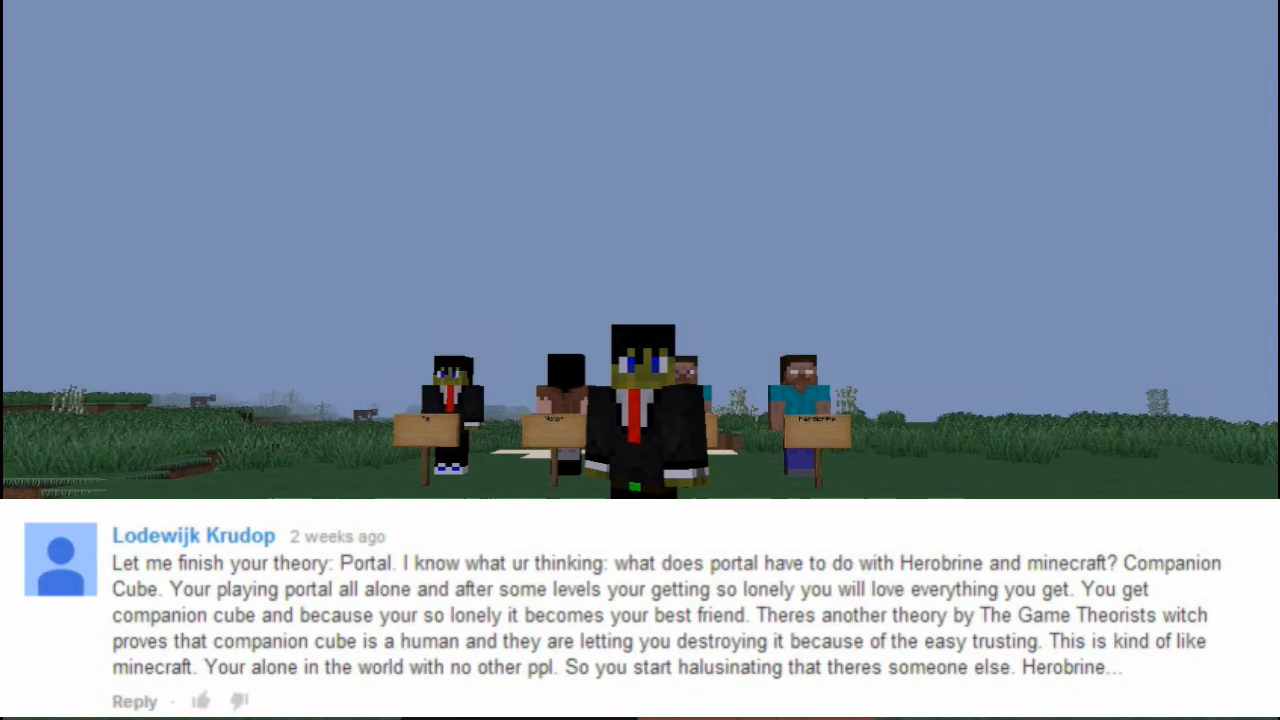 Me
Notch
Herobrine
Lodewijk Krudop 2 weeks ago
Let me finish your theory: Portal. I know what ur thinking: what does portal have to do with Herobrine and minecraft? Companion
Cube. Your playing portal all alone and after some levels your getting so lonely you will love everything you get. You get
companion cube and because your so lonely it becomes your best friend. Theres another theory by The Game Theorists witch
proves that companion cube is a human and they are letting you destroying it because of the easy trusting. This is kind of like
minecraft. Your alone in the world with no other ppl. So you start halusinating that theres someone else. Herobrine...
Reply ·